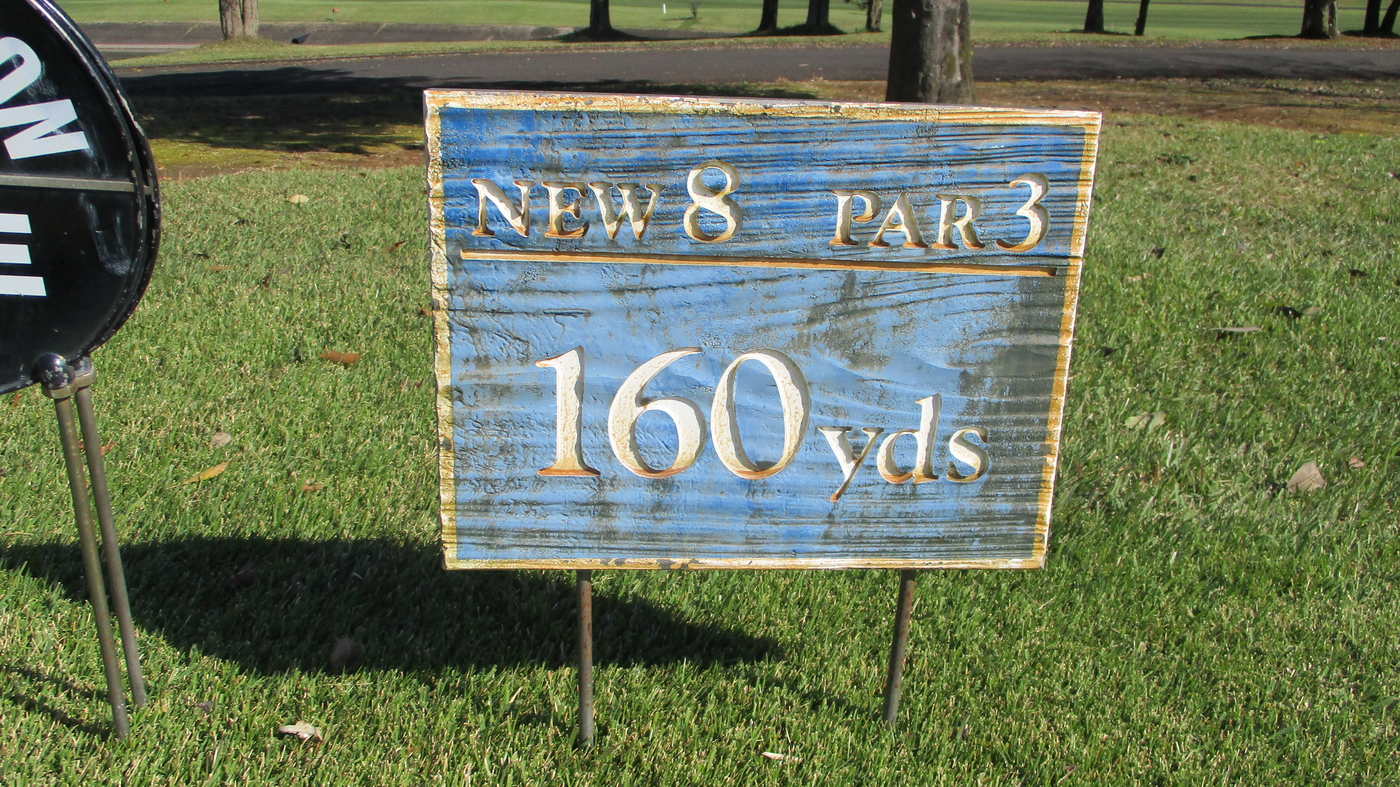 NEW 8 PAR 3
160 yds